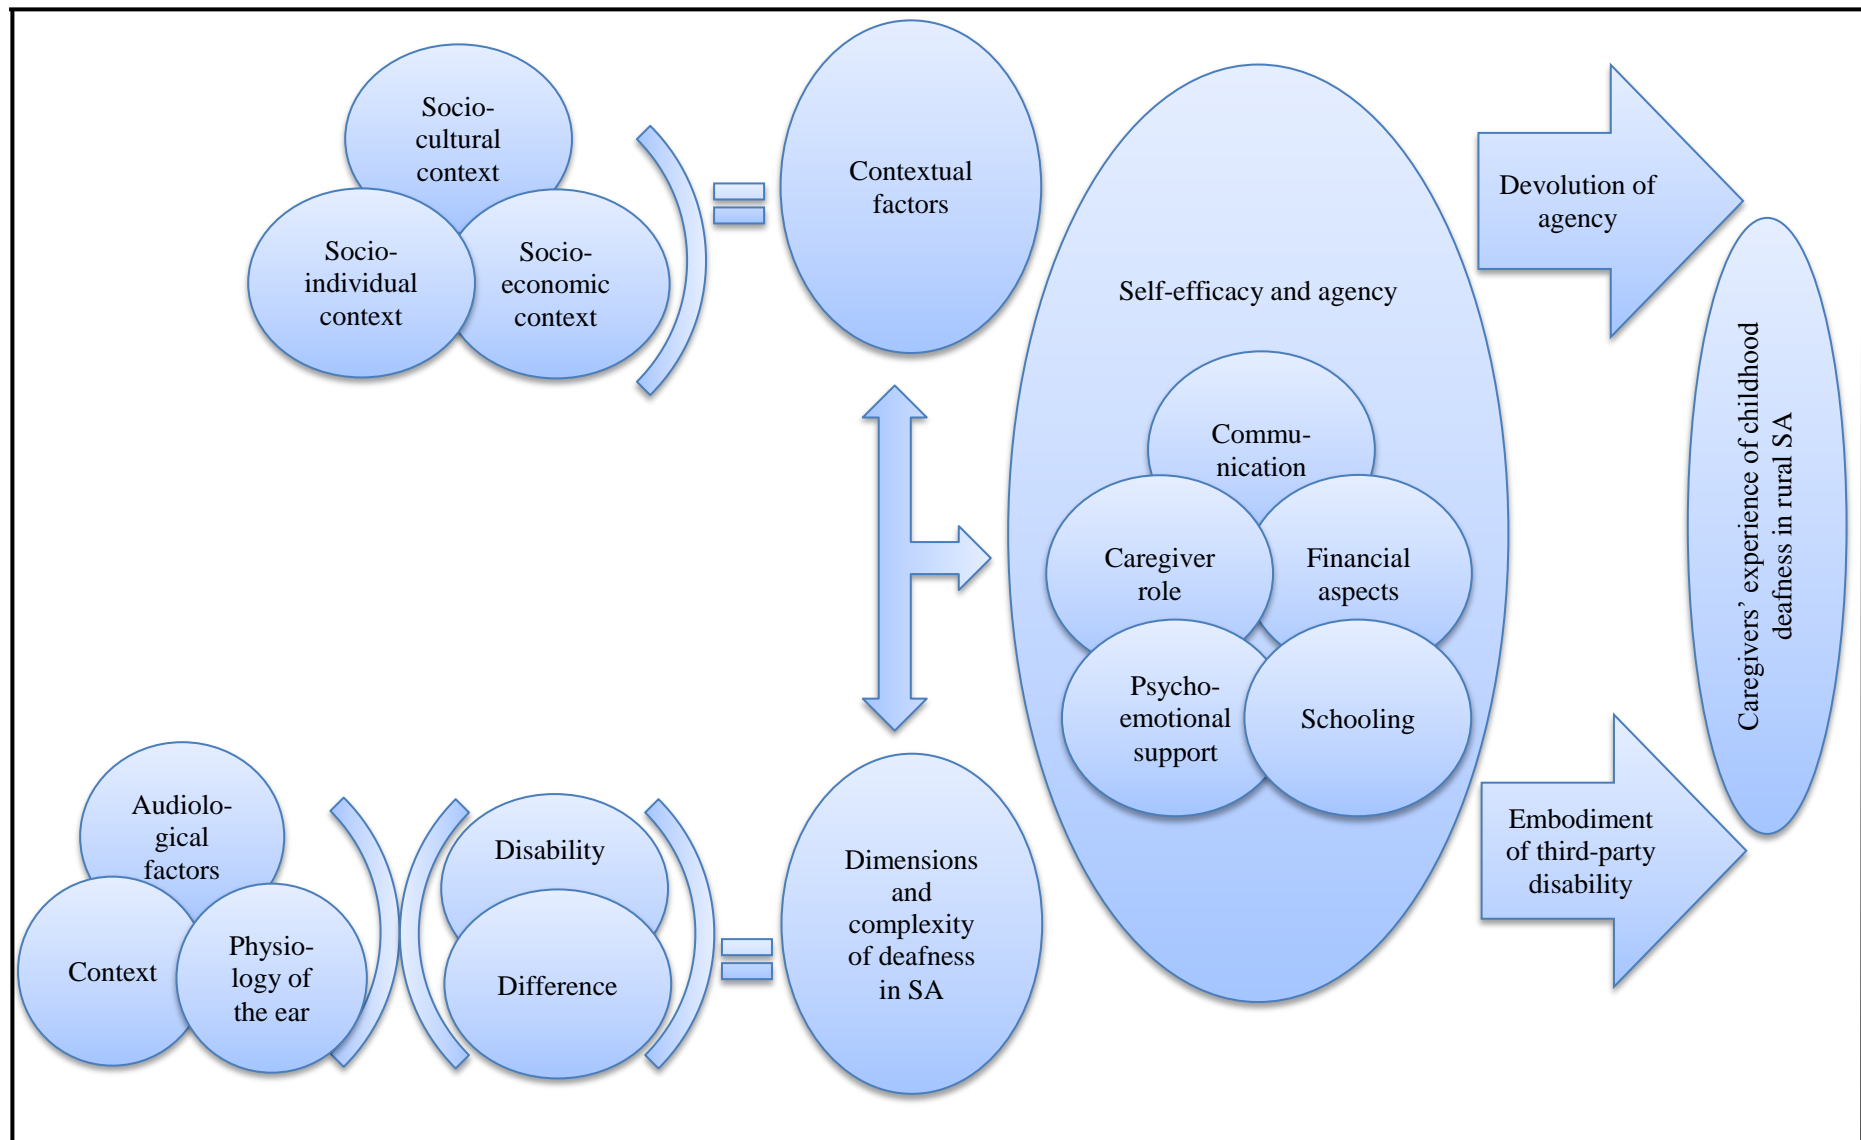 Socio-
cultural
context
Socio-
individual
context
Socio-
economic
context
Contextual
factors
Self-efficacy and agency
Commu-
nication
Caregiver
role
Financial
aspects
Psycho-
emotional
support
Schooling
Devolution of
agency
Embodiment
of third-party
disability
Caregivers’ experience of childhood
deafness in rural SA
Audiolo-
gical
factors
Context
Physio-
logy of
the ear
Disability
Difference
Dimensions
and
complexity
of deafness
in SA